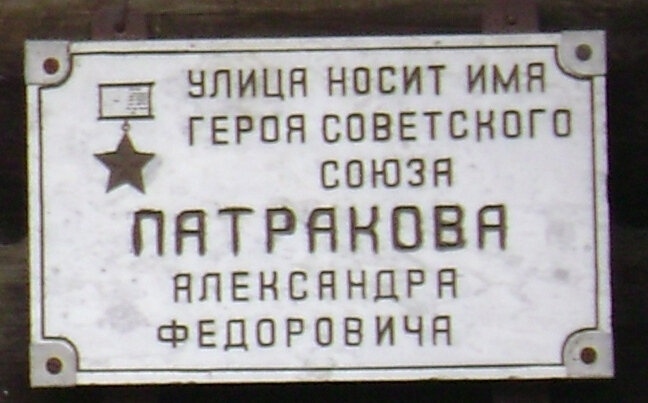 УЛИЦА НОСИТ ИМЯ
ГЕРОЯ СОВЕТСКОГО
СОЮЗА
ПАТРАКОВА
АЛЕКСАНДРА
ФЕДОРОВИЧА